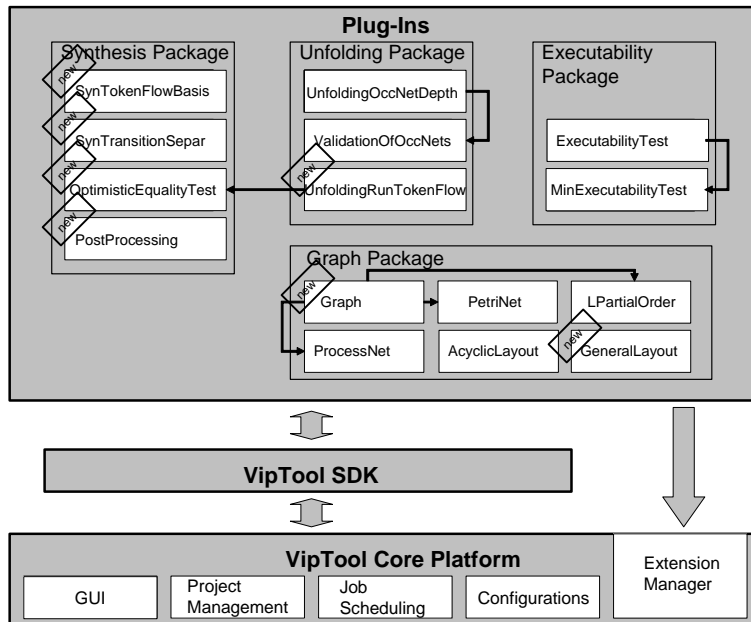 Plug-Ins
Synthesis Package
new
SynTokenFlowBasis
new
SynTransitionSepar
new
OptimisticEqualityTest
new
PostProcessing
Unfolding Package
UnfoldingOccNetDepth
ValidationOfOccNets
new
UnfoldingRunTokenFlow
Executability
Package
ExecutabilityTest
MinExecutabilityTest
Graph Package
new
Graph
PetriNet
LPartialOrder
ProcessNet
AcyclicLayout
new
GeneralLayout
VipTool SDK
VipTool Core Platform
GUI
Project
Management
Job
Scheduling
Configurations
Extension
Manager